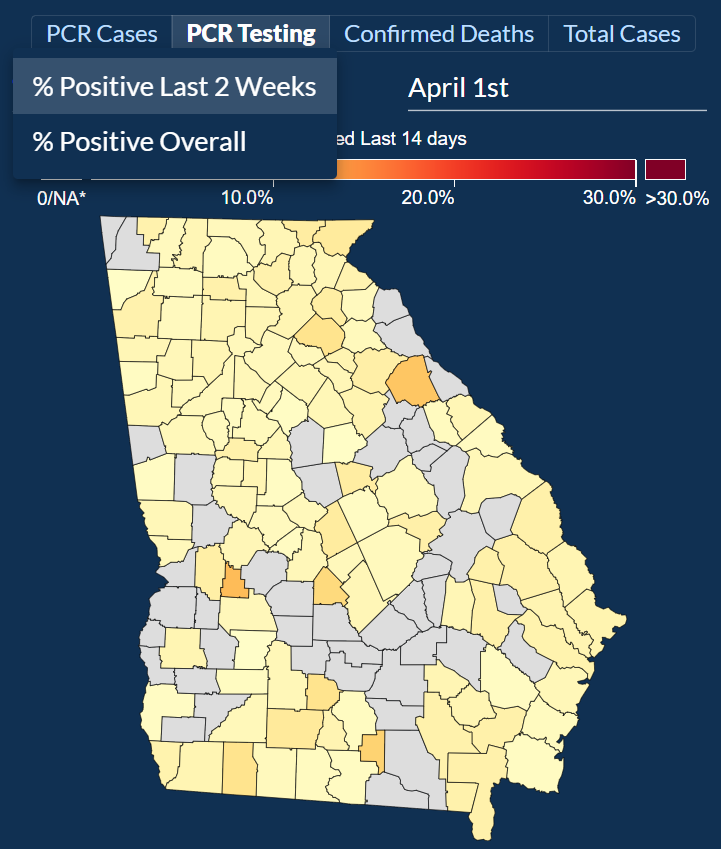 PCR Cases PCR Testing Confirmed Deaths Total Cases
% Positive Last 2 Weeks
April 1st
% Positive Overall
ed Last 14 days
0/NA* 10.0% 20.0% 30.0% >30.0%